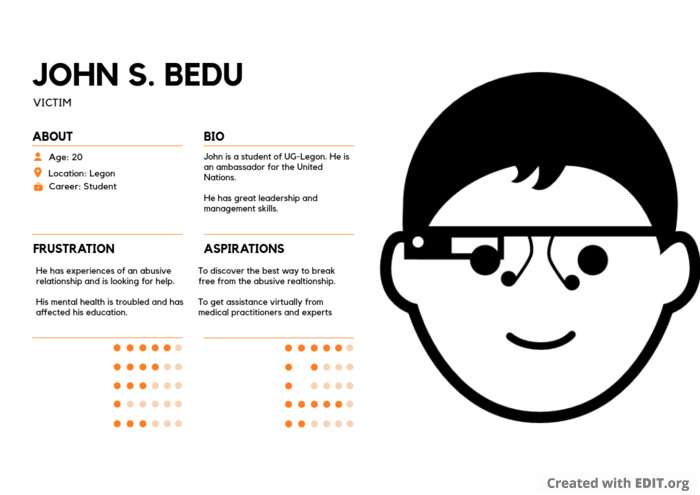 JOHN S. BEDU
VICTIM
ABOUT
Age: 20
Location: Legon
Career: Student
BIO
John is a student of UG-Legon. He is
an ambassador for the United
Nations.
He has great leadership and
management skills.
FRUSTRATION
He has experiences of an abusive
relationship and is looking for help.
His mental health is troubled and has
affected his education.
ASPIRATIONS
To discover the best way to break
free from the abusive realtionship.
To get assistance virtually from
medical practitioners and experts
Created with EDIT.org